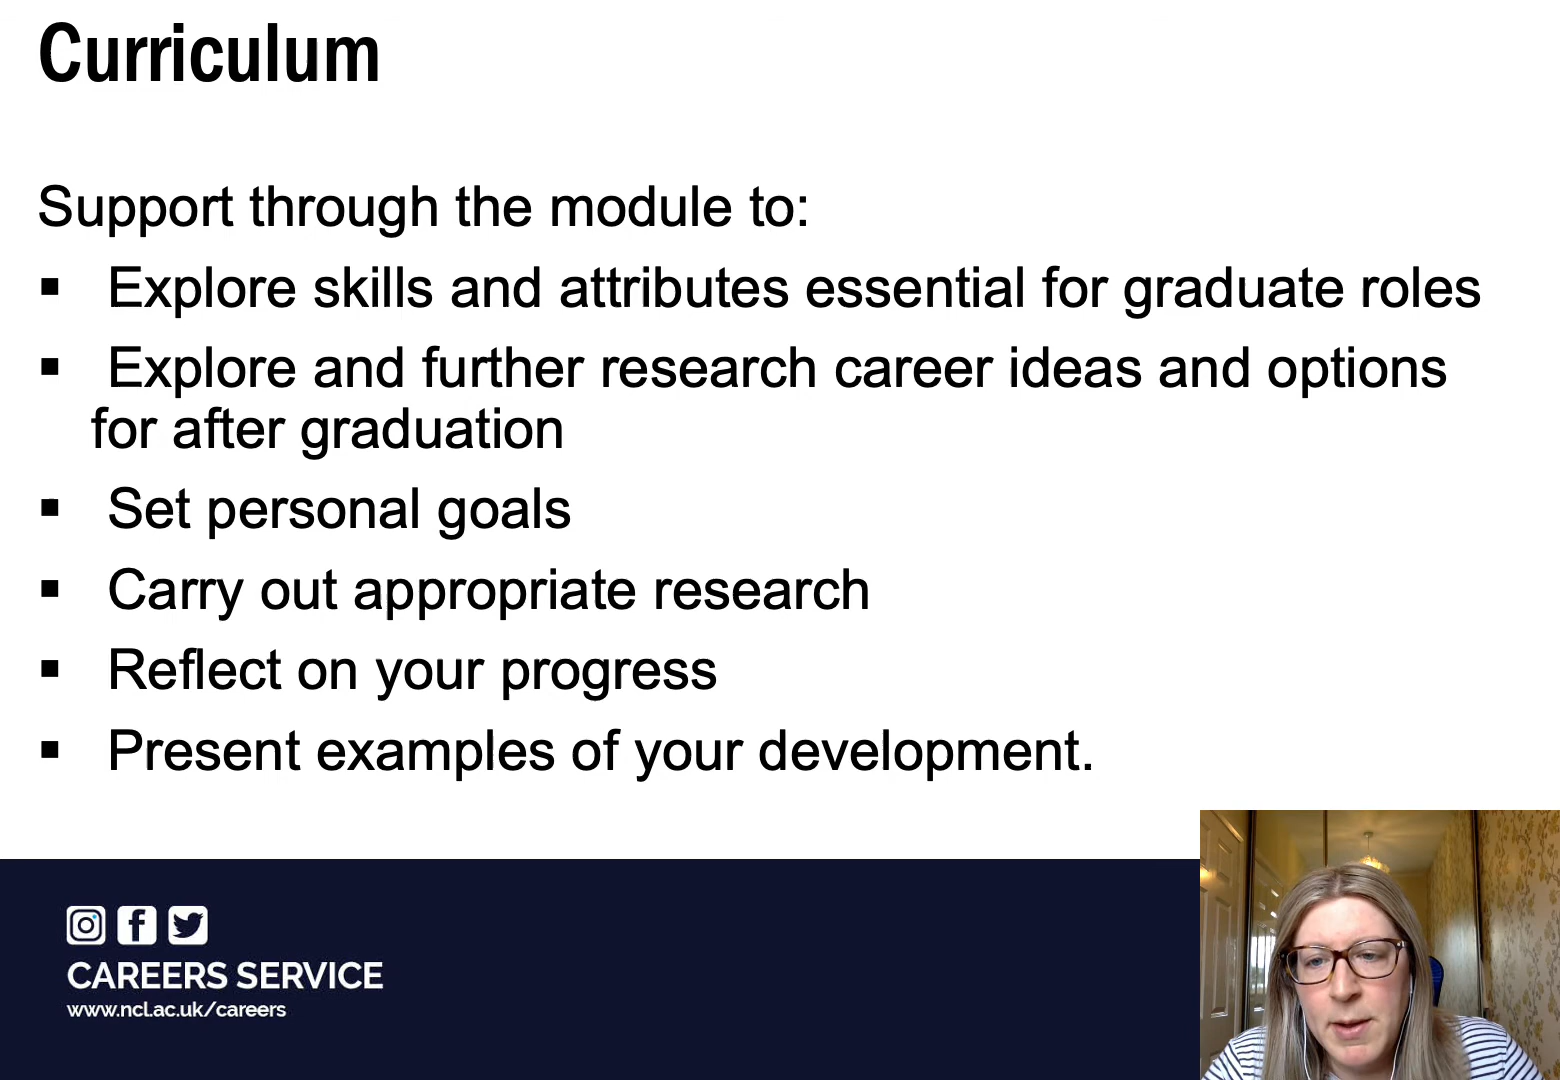 Curriculum
Support through the module to:
▪ Explore skills and attributes essential for graduate roles
▪ Explore and further research career ideas and options
for after graduation
▪ Set personal goals
▪ Carry out appropriate research
▪ Reflect on your progress
▪ Present examples of your development.
CAREERS SERVICE
www.ncl.ac.uk/careers